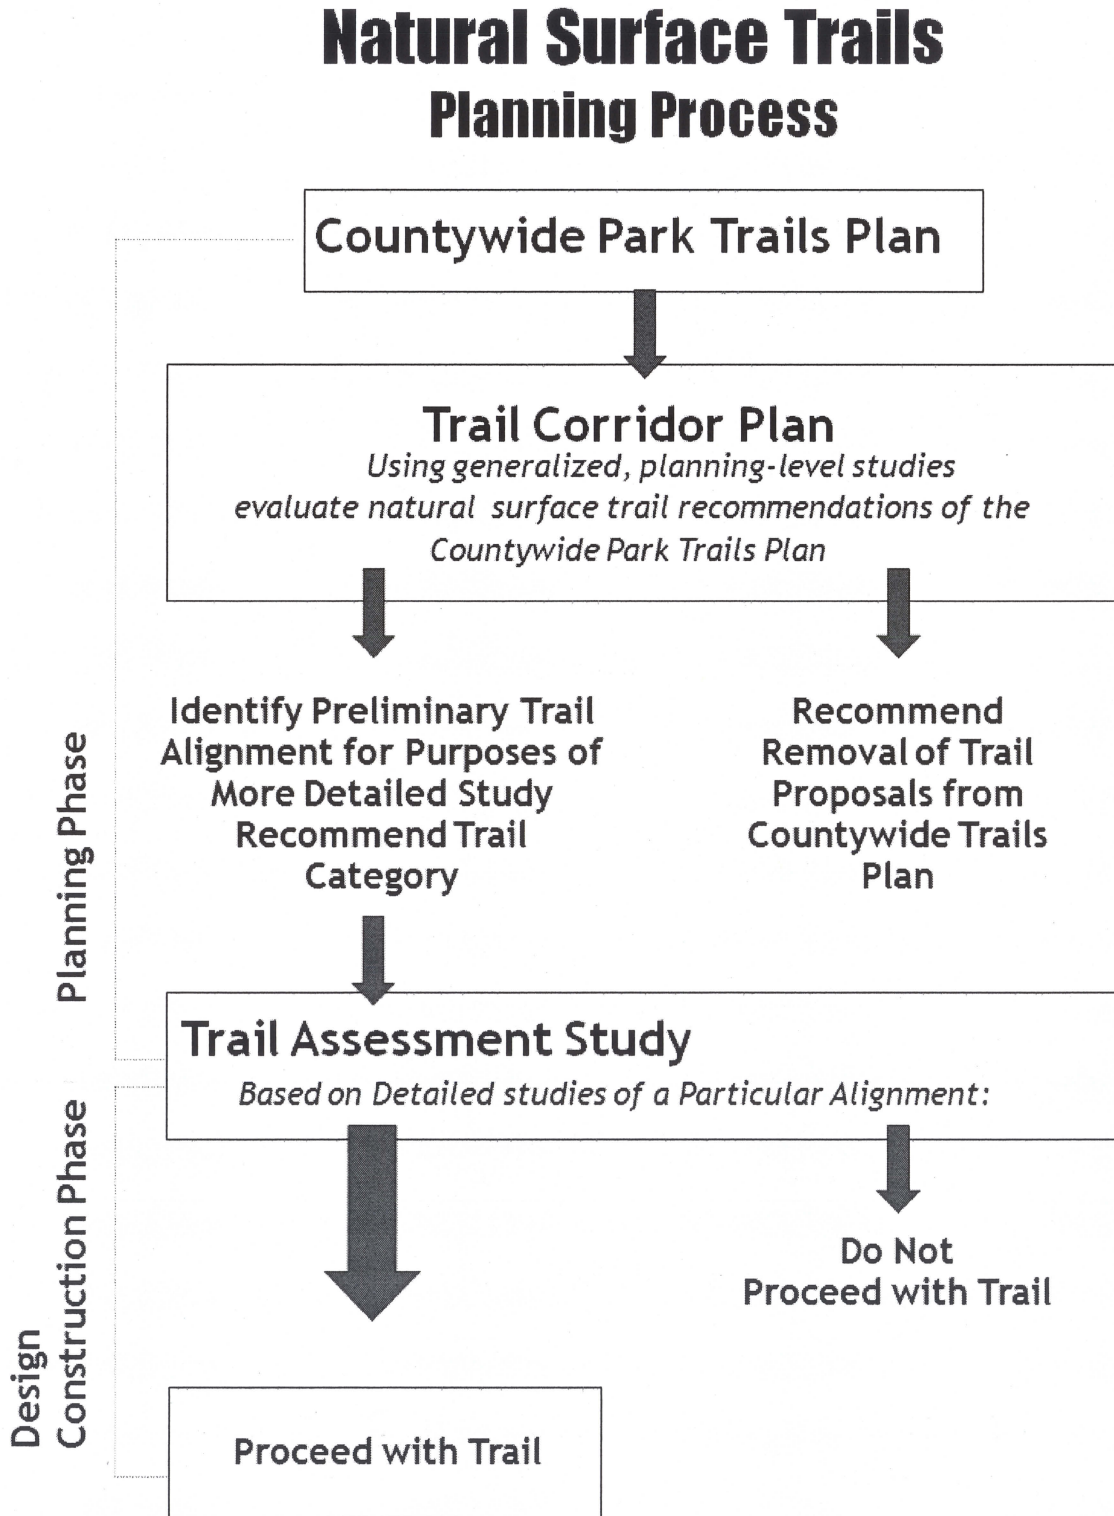 Natural Surface Trails
Planning Process
Countywide Park Trails Plan
Trail Corridor Plan
Using generalized, planning-level studies
evaluate natural surface trail recommendations of the
Countywide Park Trails Plan
Identify Preliminary Trail
Alignment for Purposes of
More Detailed Study
Recommend Trail
Category
Recommend
Removal of Trail
Proposals from
Countywide Trails
Plan
Planning Phase
Trail Assessment Study
Based on Detailed studies of a Particular Alignment:
Do Not
Proceed with Trail
Design
Construction Phase
Proceed with Trail